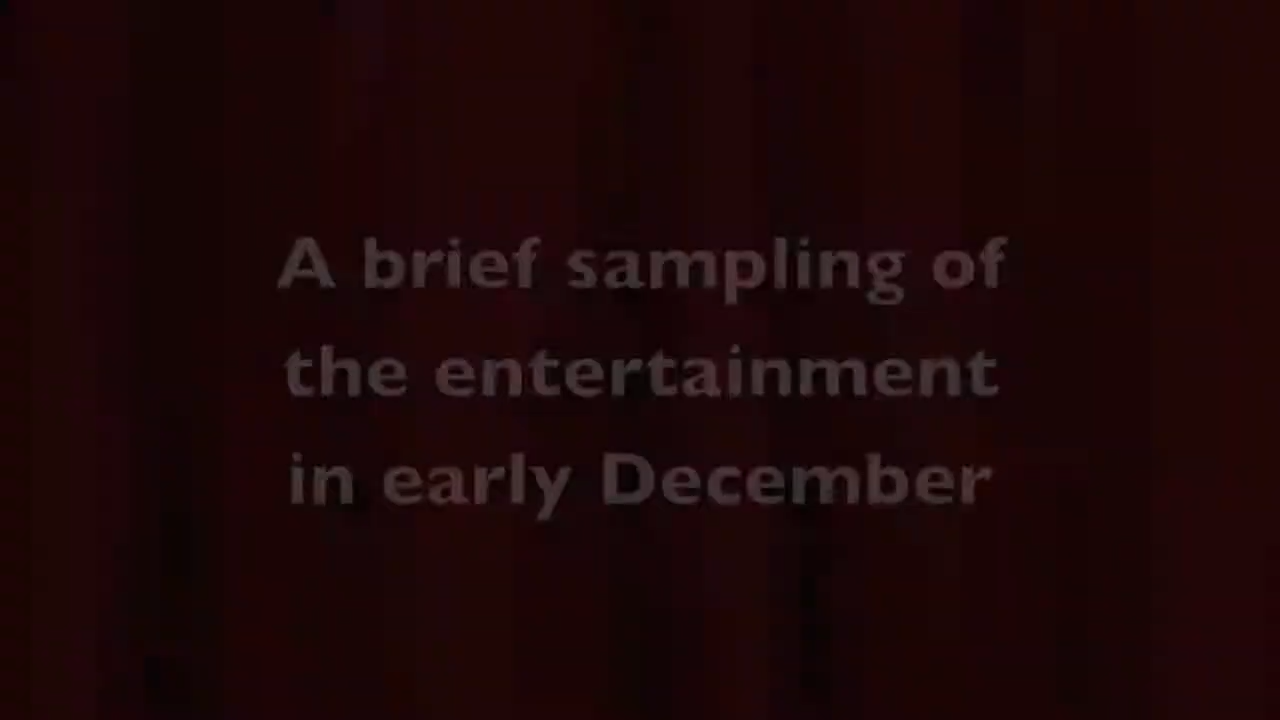 A brief sampling of
the entertainment
in early December